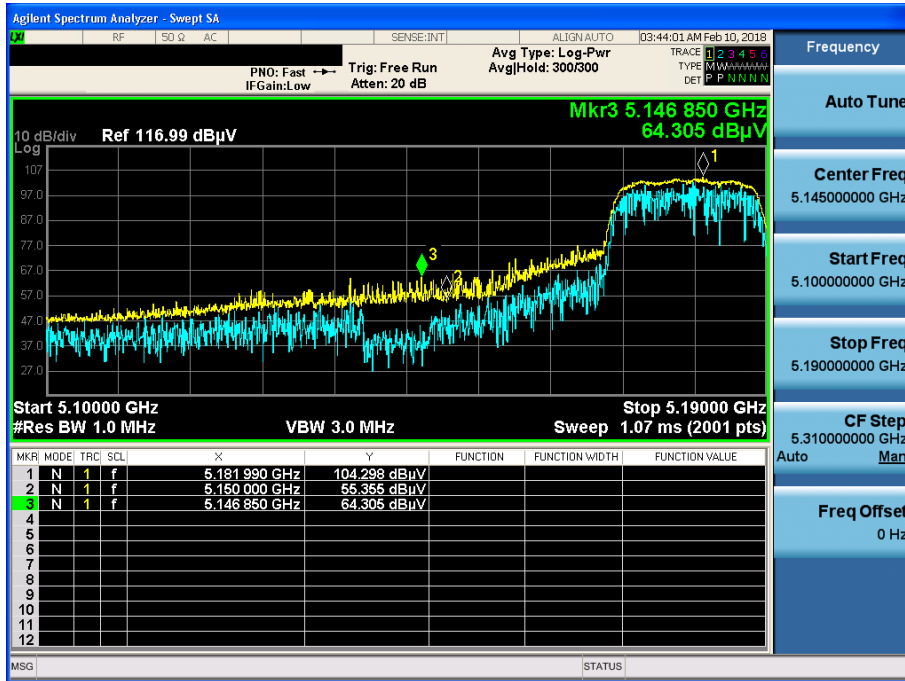 Agilent Spectrum Analyzer - Swept SA
LXI RF 50 Ω AC SENSE:INT ALIGN AUTO 03:44:01 AM Feb 10, 2018
PNO: Fast Trig: Free Run Avg Type: Log-Pwr TRACE 1 2 3 4 5 6
IFGain:Low Atten: 20 dB Avg|Hold: 300/300 TYPE M
DET P P N N N N
Mkr3 5.146 850 GHz
64.305 dBµV
10 dB/div Ref 116.99 dBµV
Log
107
97.0
87.0
77.0
67.0
57.0
47.0
37.0
27.0
1
3
2
Start 5.10000 GHz Stop 5.19000 GHz
#Res BW 1.0 MHz VBW 3.0 MHz Sweep 1.07 ms (2001 pts)
MKR MODE TRC SCL X Y FUNCTION FUNCTION WIDTH FUNCTION VALUE
1 N 1 f 5.181 990 GHz 104.298 dBµV
2 N 1 f 5.150 000 GHz 55.355 dBµV
3 N 1 f 5.146 850 GHz 64.305 dBµV
4
5
6
7
8
9
10
11
12
MSG STATUS
Frequency
Auto Tune
Center Freq
5.145000000 GHz
Start Freq
5.100000000 GHz
Stop Freq
5.190000000 GHz
CF Step
5.310000000 GHz
Auto Man
Freq Offset
0 Hz